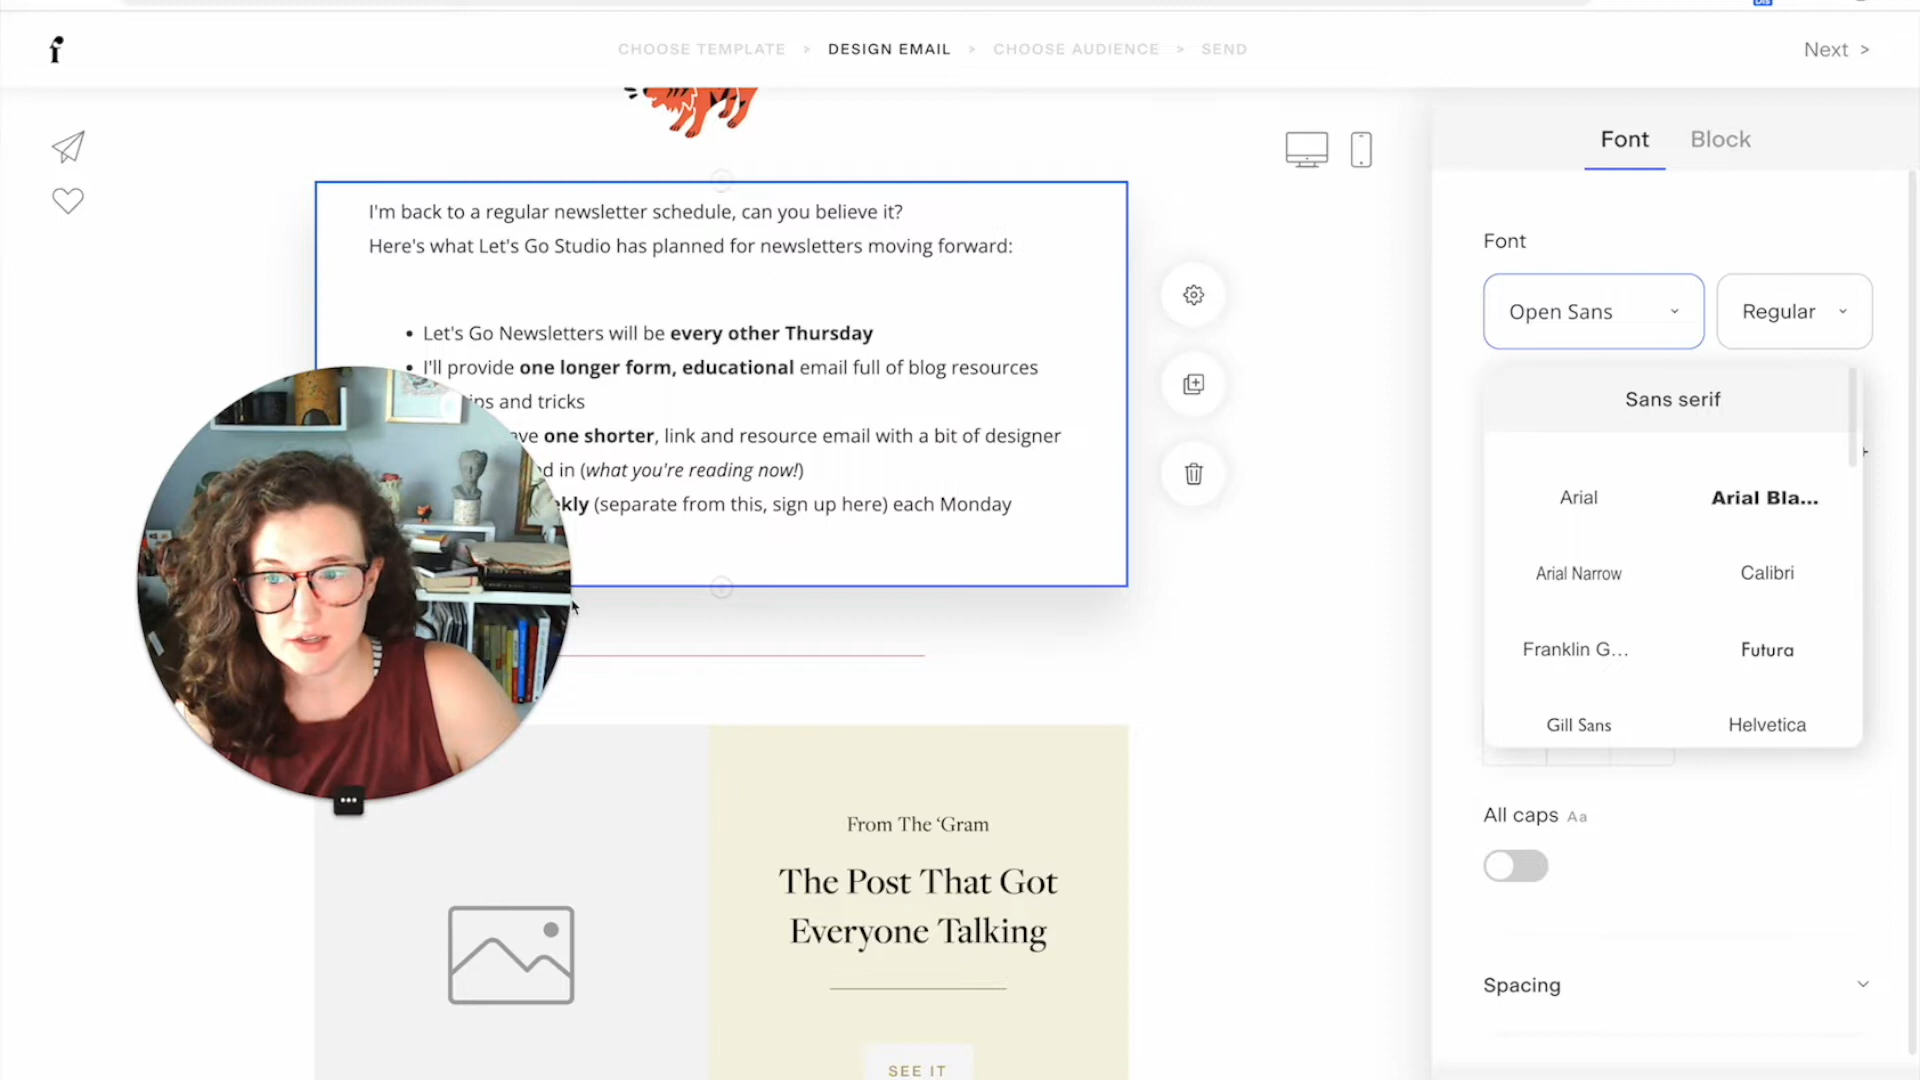 f
CHOOSE TEMPLATE > DESIGN EMAIL > CHOOSE AUDIENCE > SEND
Next >
Font
Block
I'm back to a regular newsletter schedule, can you believe it?
Here's what Let's Go Studio has planned for newsletters moving forward:
• Let's Go Newsletters will be every other Thursday
• I'll provide one longer form, educational email full of blog resources
and tricks
one shorter, link and resource email with a bit of designer
in (what you're reading now!)
(separate from this, sign up here) each Monday
Font
Open Sans
Regular
Sans serif
Arial
Arial Bla...
Arial Narrow
Calibri
Franklin G...
Futura
Gill Sans
Helvetica
All caps Aa
Spacing
From The ‘Gram
The Post That Got
Everyone Talking
SEE IT